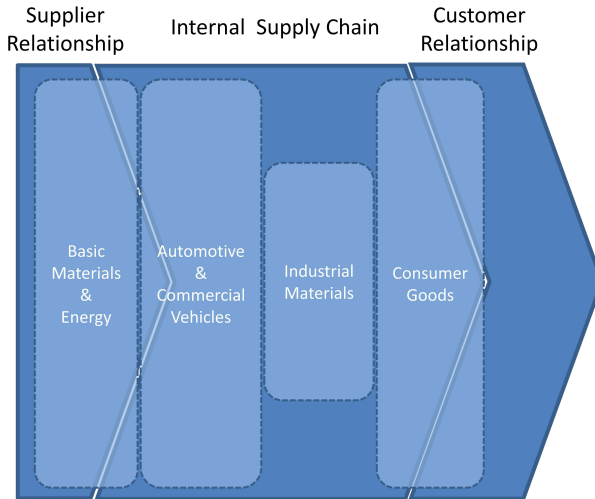 Supplier
Relationship
Internal Supply Chain
Customer
Relationship
Basic
Materials
&
Energy
Automotive
&
Commercial
Vehicles
Industrial
Materials
Consumer
Goods